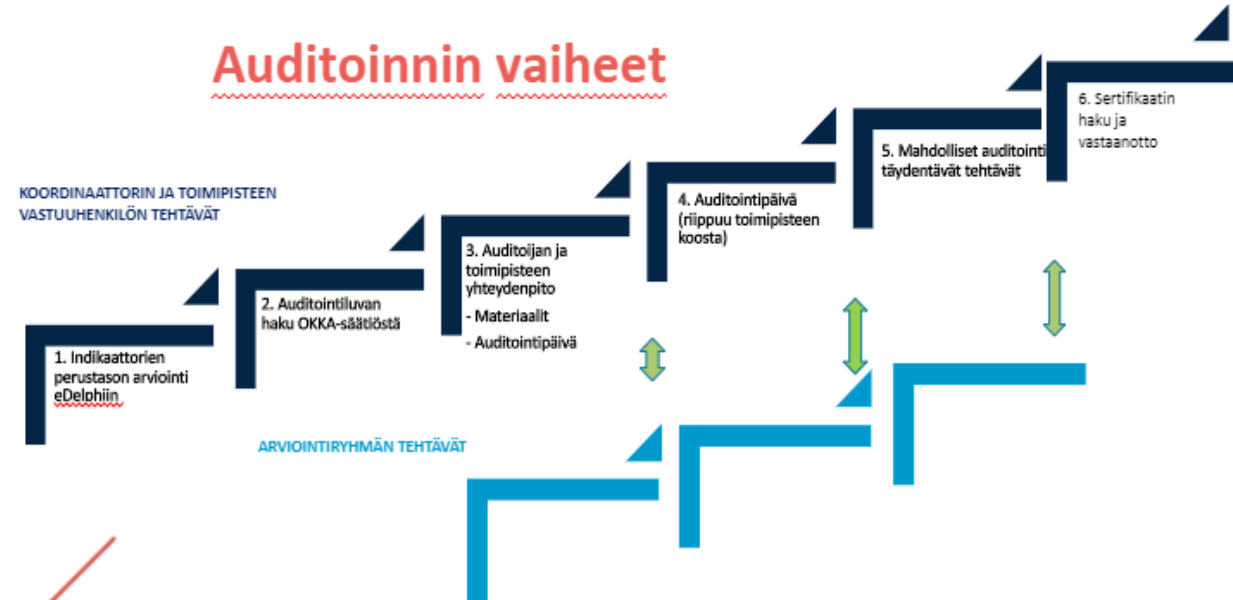 Auditoinnin vaiheet
KOORDINAATTORIN JA TOIMIPISTEEN
VASTUUHENKILÖN TEHTÄVÄT
1. Indikaattorien
perustason arviointi
eDelphiin
2. Auditointiluvan
haku OKKA-säätiöstä
3. Auditoijan ja
toimipisteen
yhteydenpito
- Materiaalit
- Auditointipäivä
4. Auditointipäivä
(riippuu toimipisteen
koosta)
5. Mahdolliset auditointi
täydentävät tehtävät
6. Sertifikaatin
haku ja
vastaanotto
ARVIOINTIRYHMÄN TEHTÄVÄT